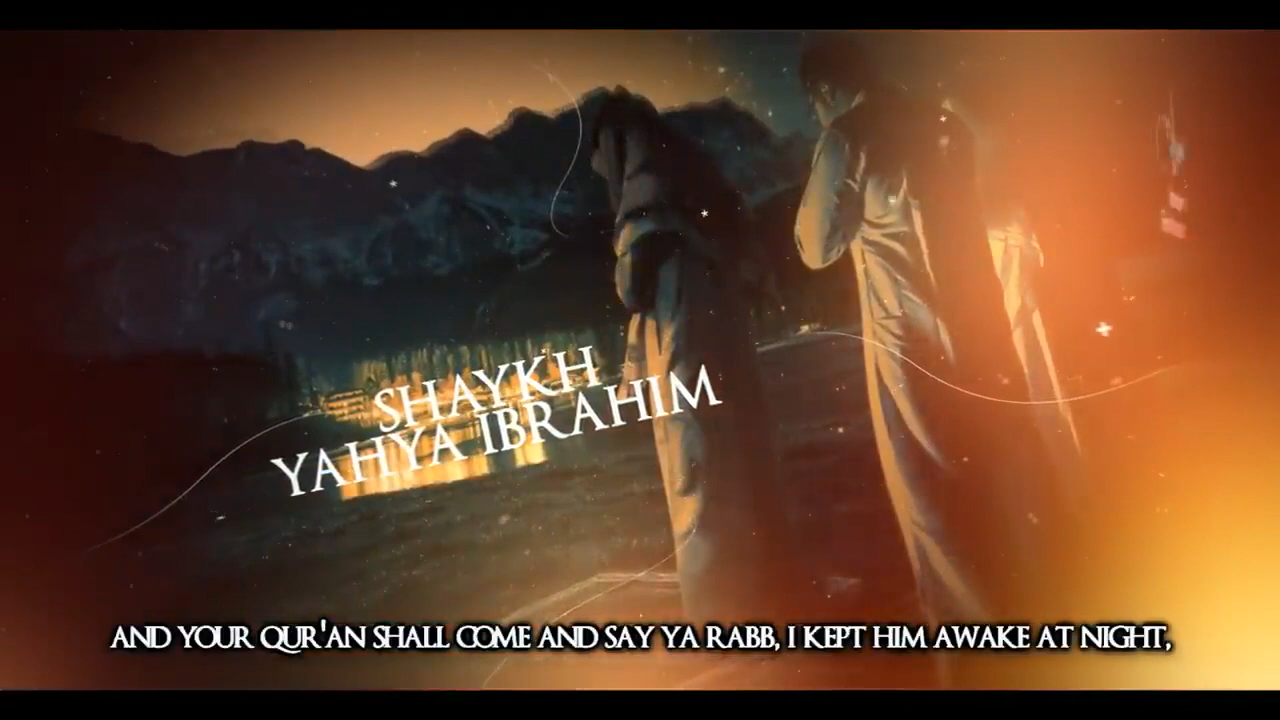 SHAYKH
YAHYA IBRAHIM
AND YOUR QUR'AN SHALL COME AND SAY YA RABB, I KEPT HIM AWAKE AT NIGHT,